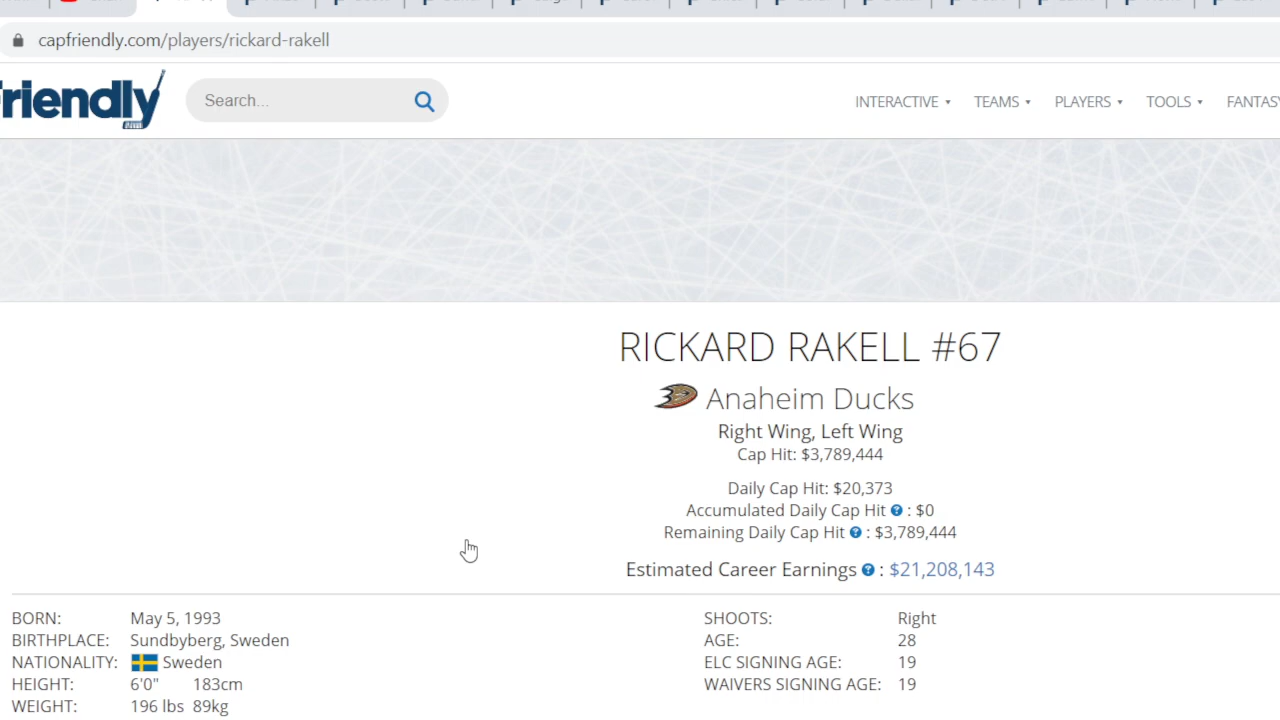 capfriendly.com/players/rickard-rakell
friendly
Search...
INTERACTIVE TEAMS PLAYERS TOOLS FANTASY
RICKARD RAKELL #67
Anaheim Ducks
Right Wing, Left Wing
Cap Hit: $3,789,444
Daily Cap Hit: $20,373
Accumulated Daily Cap Hit ? : $0
Remaining Daily Cap Hit ? : $3,789,444
Estimated Career Earnings ? : $21,208,143
BORN: May 5, 1993
BIRTHPLACE: Sundbyberg, Sweden
NATIONALITY: Sweden
HEIGHT: 6'0" 183cm
WEIGHT: 196 lbs 89kg
SHOOTS: Right
AGE: 28
ELC SIGNING AGE: 19
WAIVERS SIGNING AGE: 19